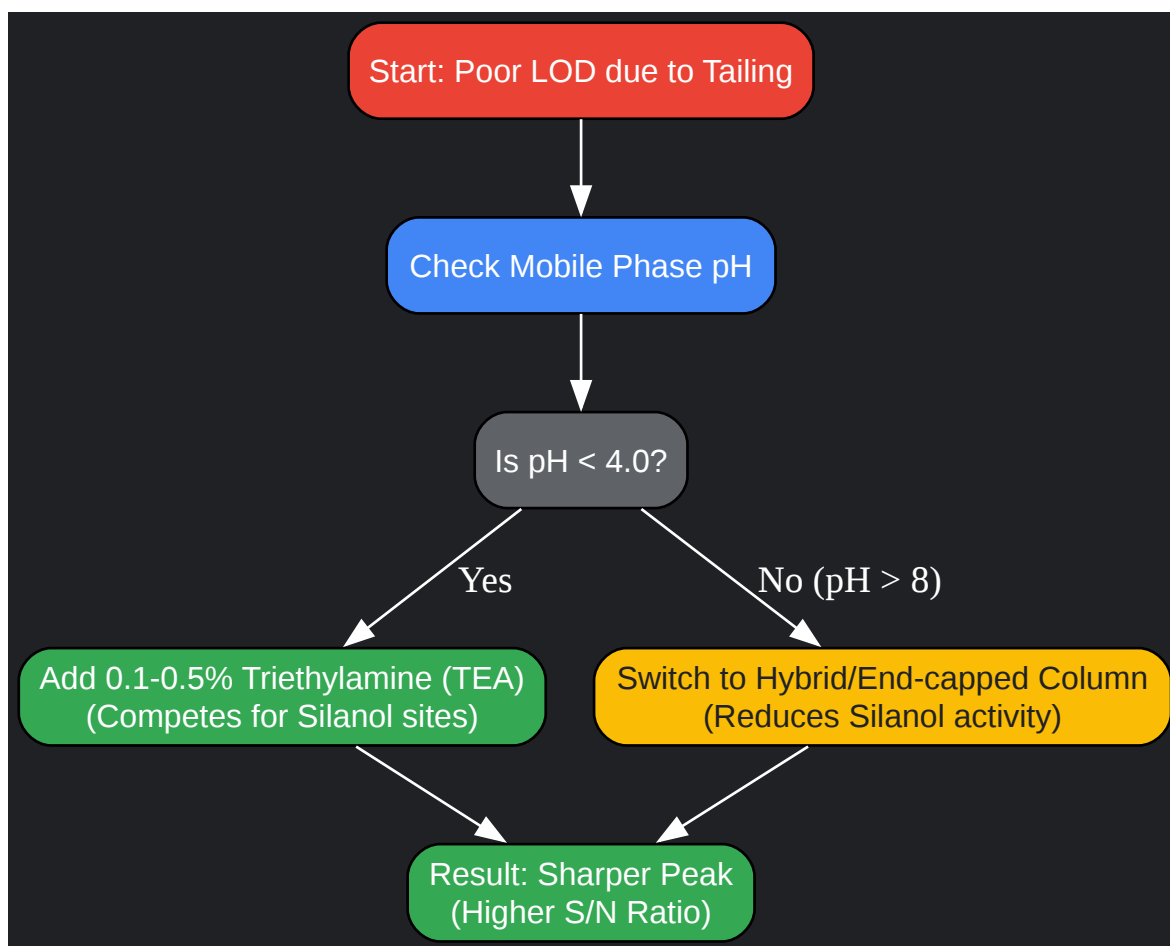 Start: Poor LOD due to Tailing
Check Mobile Phase pH
Is pH < 4.0?
Yes
No (pH > 8)
Add 0.1-0.5% Triethylamine (TEA)
(Competes for Silanol sites)
Switch to Hybrid/End-capped Column
(Reduces Silanol activity)
Result: Sharper Peak
(Higher S/N Ratio)